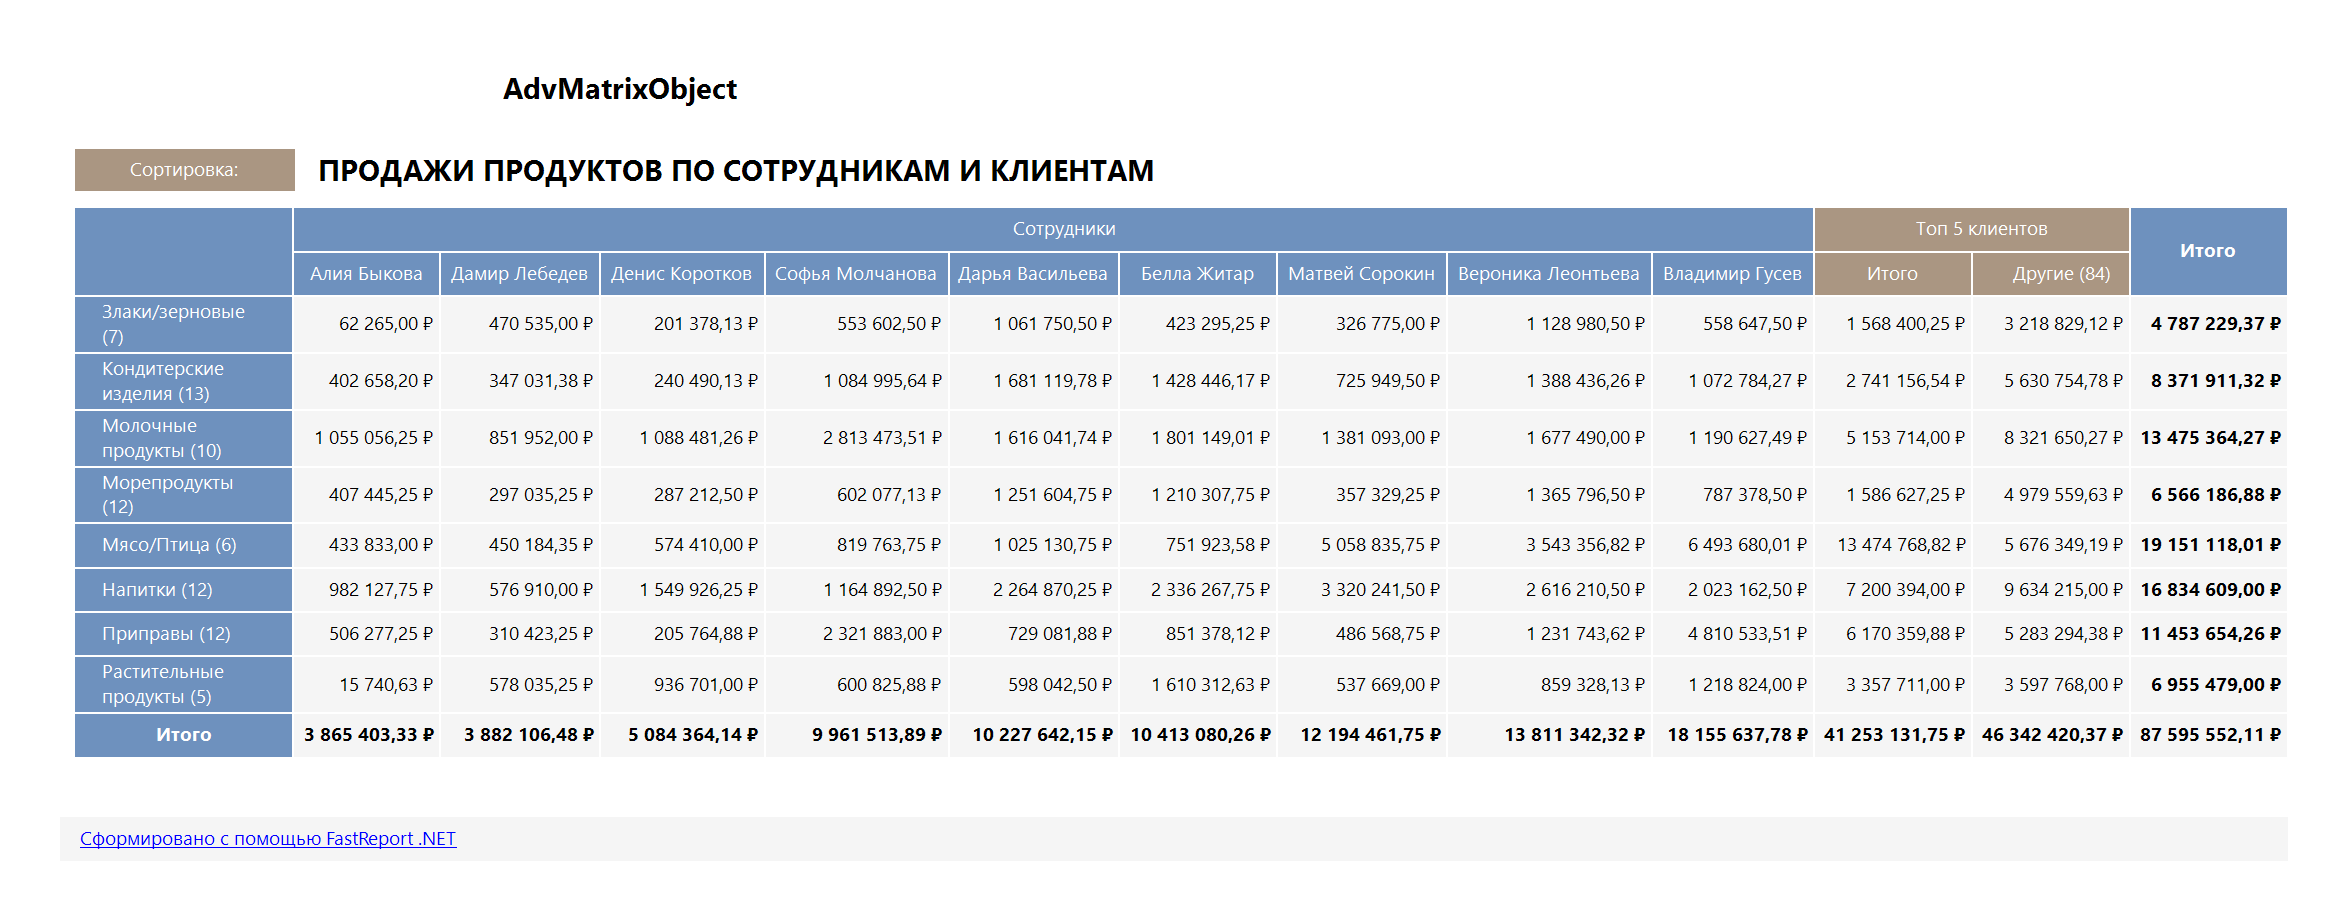 AdvMatrixObject
Сортировка:
ПРОДАЖИ ПРОДУКТОВ ПО СОТРУДНИКАМ И КЛИЕНТАМ
Сотрудники Топ 5 клиентов Итого
Алия Быкова Дамир Лебедев Денис Коротков Софья Молчанова Дарья Васильева Белла Житар Матвей Сорокин Вероника Леонтьева Владимир Гусев Итого Другие (84)
Злаки/зерновые
(7)
62 265,00 ₽ 470 535,00 ₽ 201 378,13 ₽ 553 602,50 ₽ 1 061 750,50 ₽ 423 295,25 ₽ 326 775,00 ₽ 1 128 980,50 ₽ 558 647,50 ₽ 1 568 400,25 ₽ 3 218 829,12 ₽ 4 787 229,37 ₽
Кондитерские
изделия (13)
402 658,20 ₽ 347 031,38 ₽ 240 490,13 ₽ 1 084 995,64 ₽ 1 681 119,78 ₽ 1 428 446,17 ₽ 725 949,50 ₽ 1 388 436,26 ₽ 1 072 784,27 ₽ 2 741 156,54 ₽ 5 630 754,78 ₽ 8 371 911,32 ₽
Молочные
продукты (10)
1 055 056,25 ₽ 851 952,00 ₽ 1 088 481,26 ₽ 2 813 473,51 ₽ 1 616 041,74 ₽ 1 801 149,01 ₽ 1 381 093,00 ₽ 1 677 490,00 ₽ 1 190 627,49 ₽ 5 153 714,00 ₽ 8 321 650,27 ₽ 13 475 364,27 ₽
Морепродукты
(12)
407 445,25 ₽ 297 035,25 ₽ 287 212,50 ₽ 602 077,13 ₽ 1 251 604,75 ₽ 1 210 307,75 ₽ 357 329,25 ₽ 1 365 796,50 ₽ 787 378,50 ₽ 1 586 627,25 ₽ 4 979 559,63 ₽ 6 566 186,88 ₽
Мясо/Птица (6) 433 833,00 ₽ 450 184,35 ₽ 574 410,00 ₽ 819 763,75 ₽ 1 025 130,75 ₽ 751 923,58 ₽ 5 058 835,75 ₽ 3 543 356,82 ₽ 6 493 680,01 ₽ 13 474 768,82 ₽ 5 676 349,19 ₽ 19 151 118,01 ₽
Напитки (12) 982 127,75 ₽ 576 910,00 ₽ 1 549 926,25 ₽ 1 164 892,50 ₽ 2 264 870,25 ₽ 2 336 267,75 ₽ 3 320 241,50 ₽ 2 616 210,50 ₽ 2 023 162,50 ₽ 7 200 394,00 ₽ 9 634 215,00 ₽ 16 834 609,00 ₽
Приправы (12) 506 277,25 ₽ 310 423,25 ₽ 205 764,88 ₽ 2 321 883,00 ₽ 729 081,88 ₽ 851 378,12 ₽ 486 568,75 ₽ 1 231 743,62 ₽ 4 810 533,51 ₽ 6 170 359,88 ₽ 5 283 294,38 ₽ 11 453 654,26 ₽
Растительные
продукты (5)
15 740,63 ₽ 578 035,25 ₽ 936 701,00 ₽ 600 825,88 ₽ 598 042,50 ₽ 1 610 312,63 ₽ 537 669,00 ₽ 859 328,13 ₽ 1 218 824,00 ₽ 3 357 711,00 ₽ 3 597 768,00 ₽ 6 955 479,00 ₽
Итого 3 865 403,33 ₽ 3 882 106,48 ₽ 5 084 364,14 ₽ 9 961 513,89 ₽ 10 227 642,15 ₽ 10 413 080,26 ₽ 12 194 461,75 ₽ 13 811 342,32 ₽ 18 155 637,78 ₽ 41 253 131,75 ₽ 46 342 420,37 ₽ 87 595 552,11 ₽
Сформировано с помощью FastReport .NET